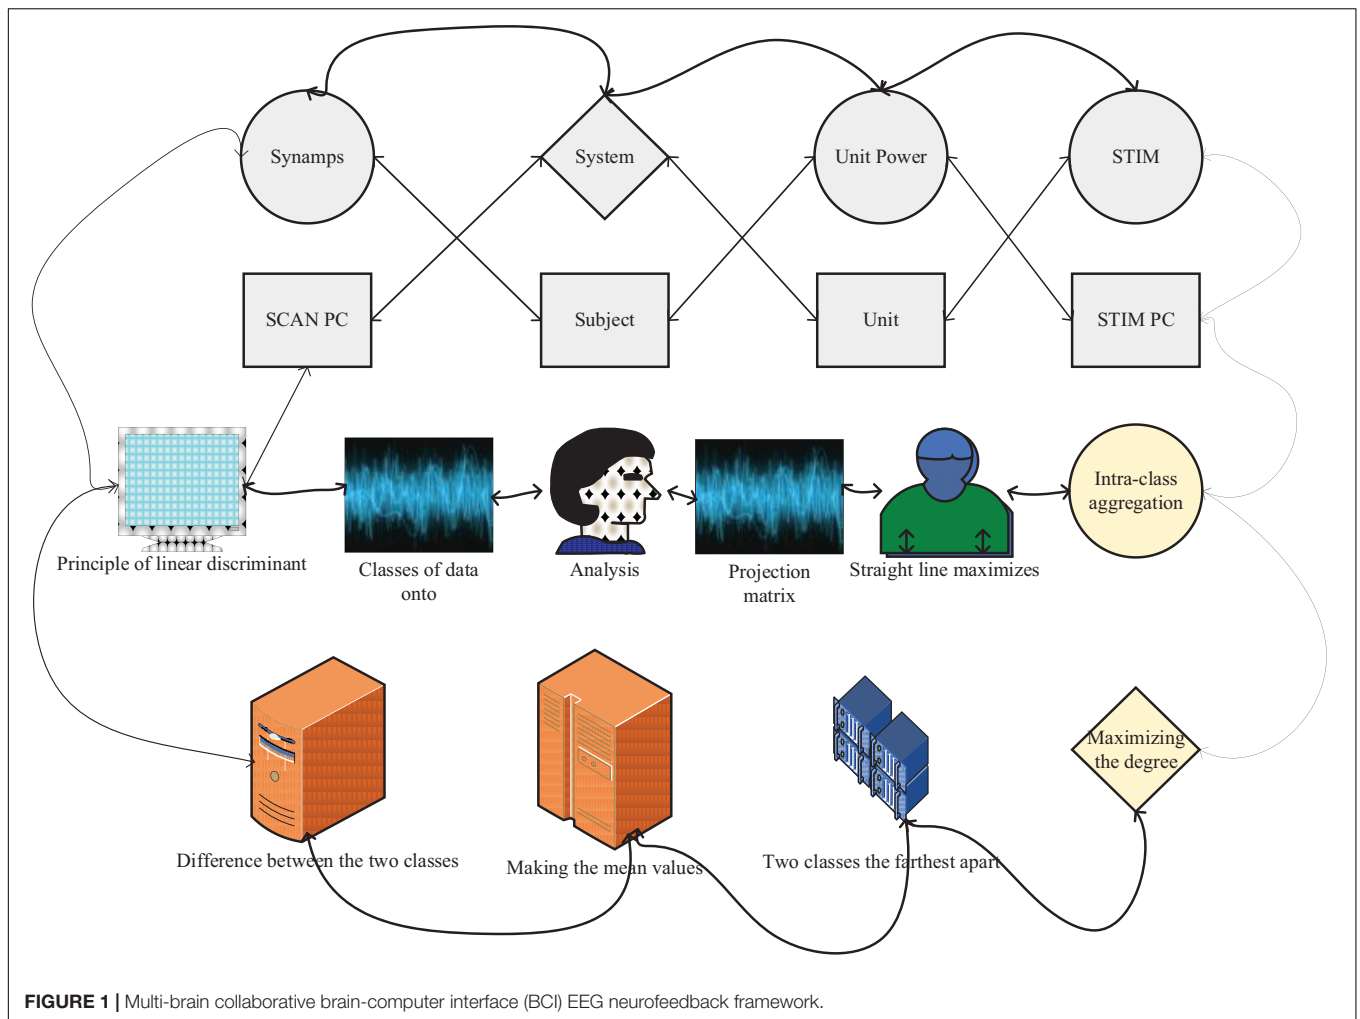 Synamps
System
Unit Power
STIM
SCAN PC
Subject
Unit
STIM PC
Intra-class
aggregation
Principle of linear discriminant
Classes of data
onto
Analysis
Projection
matrix
Straight line maximizes
Maximizing
the degree
Difference between the two classes
Making the mean values
Two classes the farthest apart
FIGURE 1 | Multi-brain collaborative brain-computer interface (BCI) EEG neurofeedback framework.